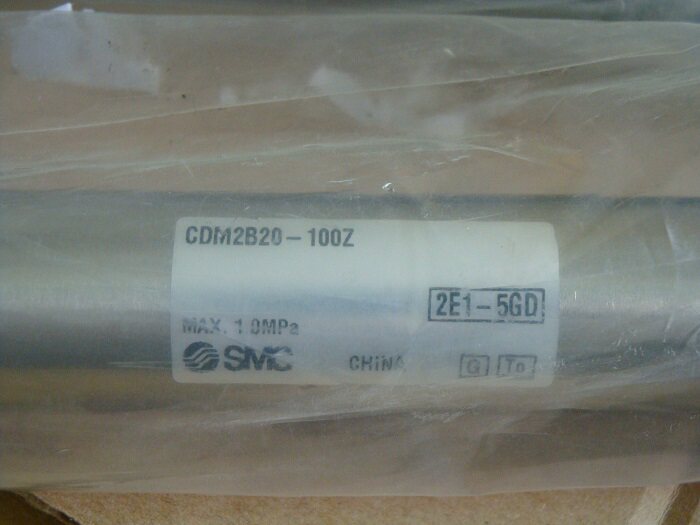 CDM2B20-100Z
2E1-5GD
MAX. 1.0MPa
SMC CHINA G To